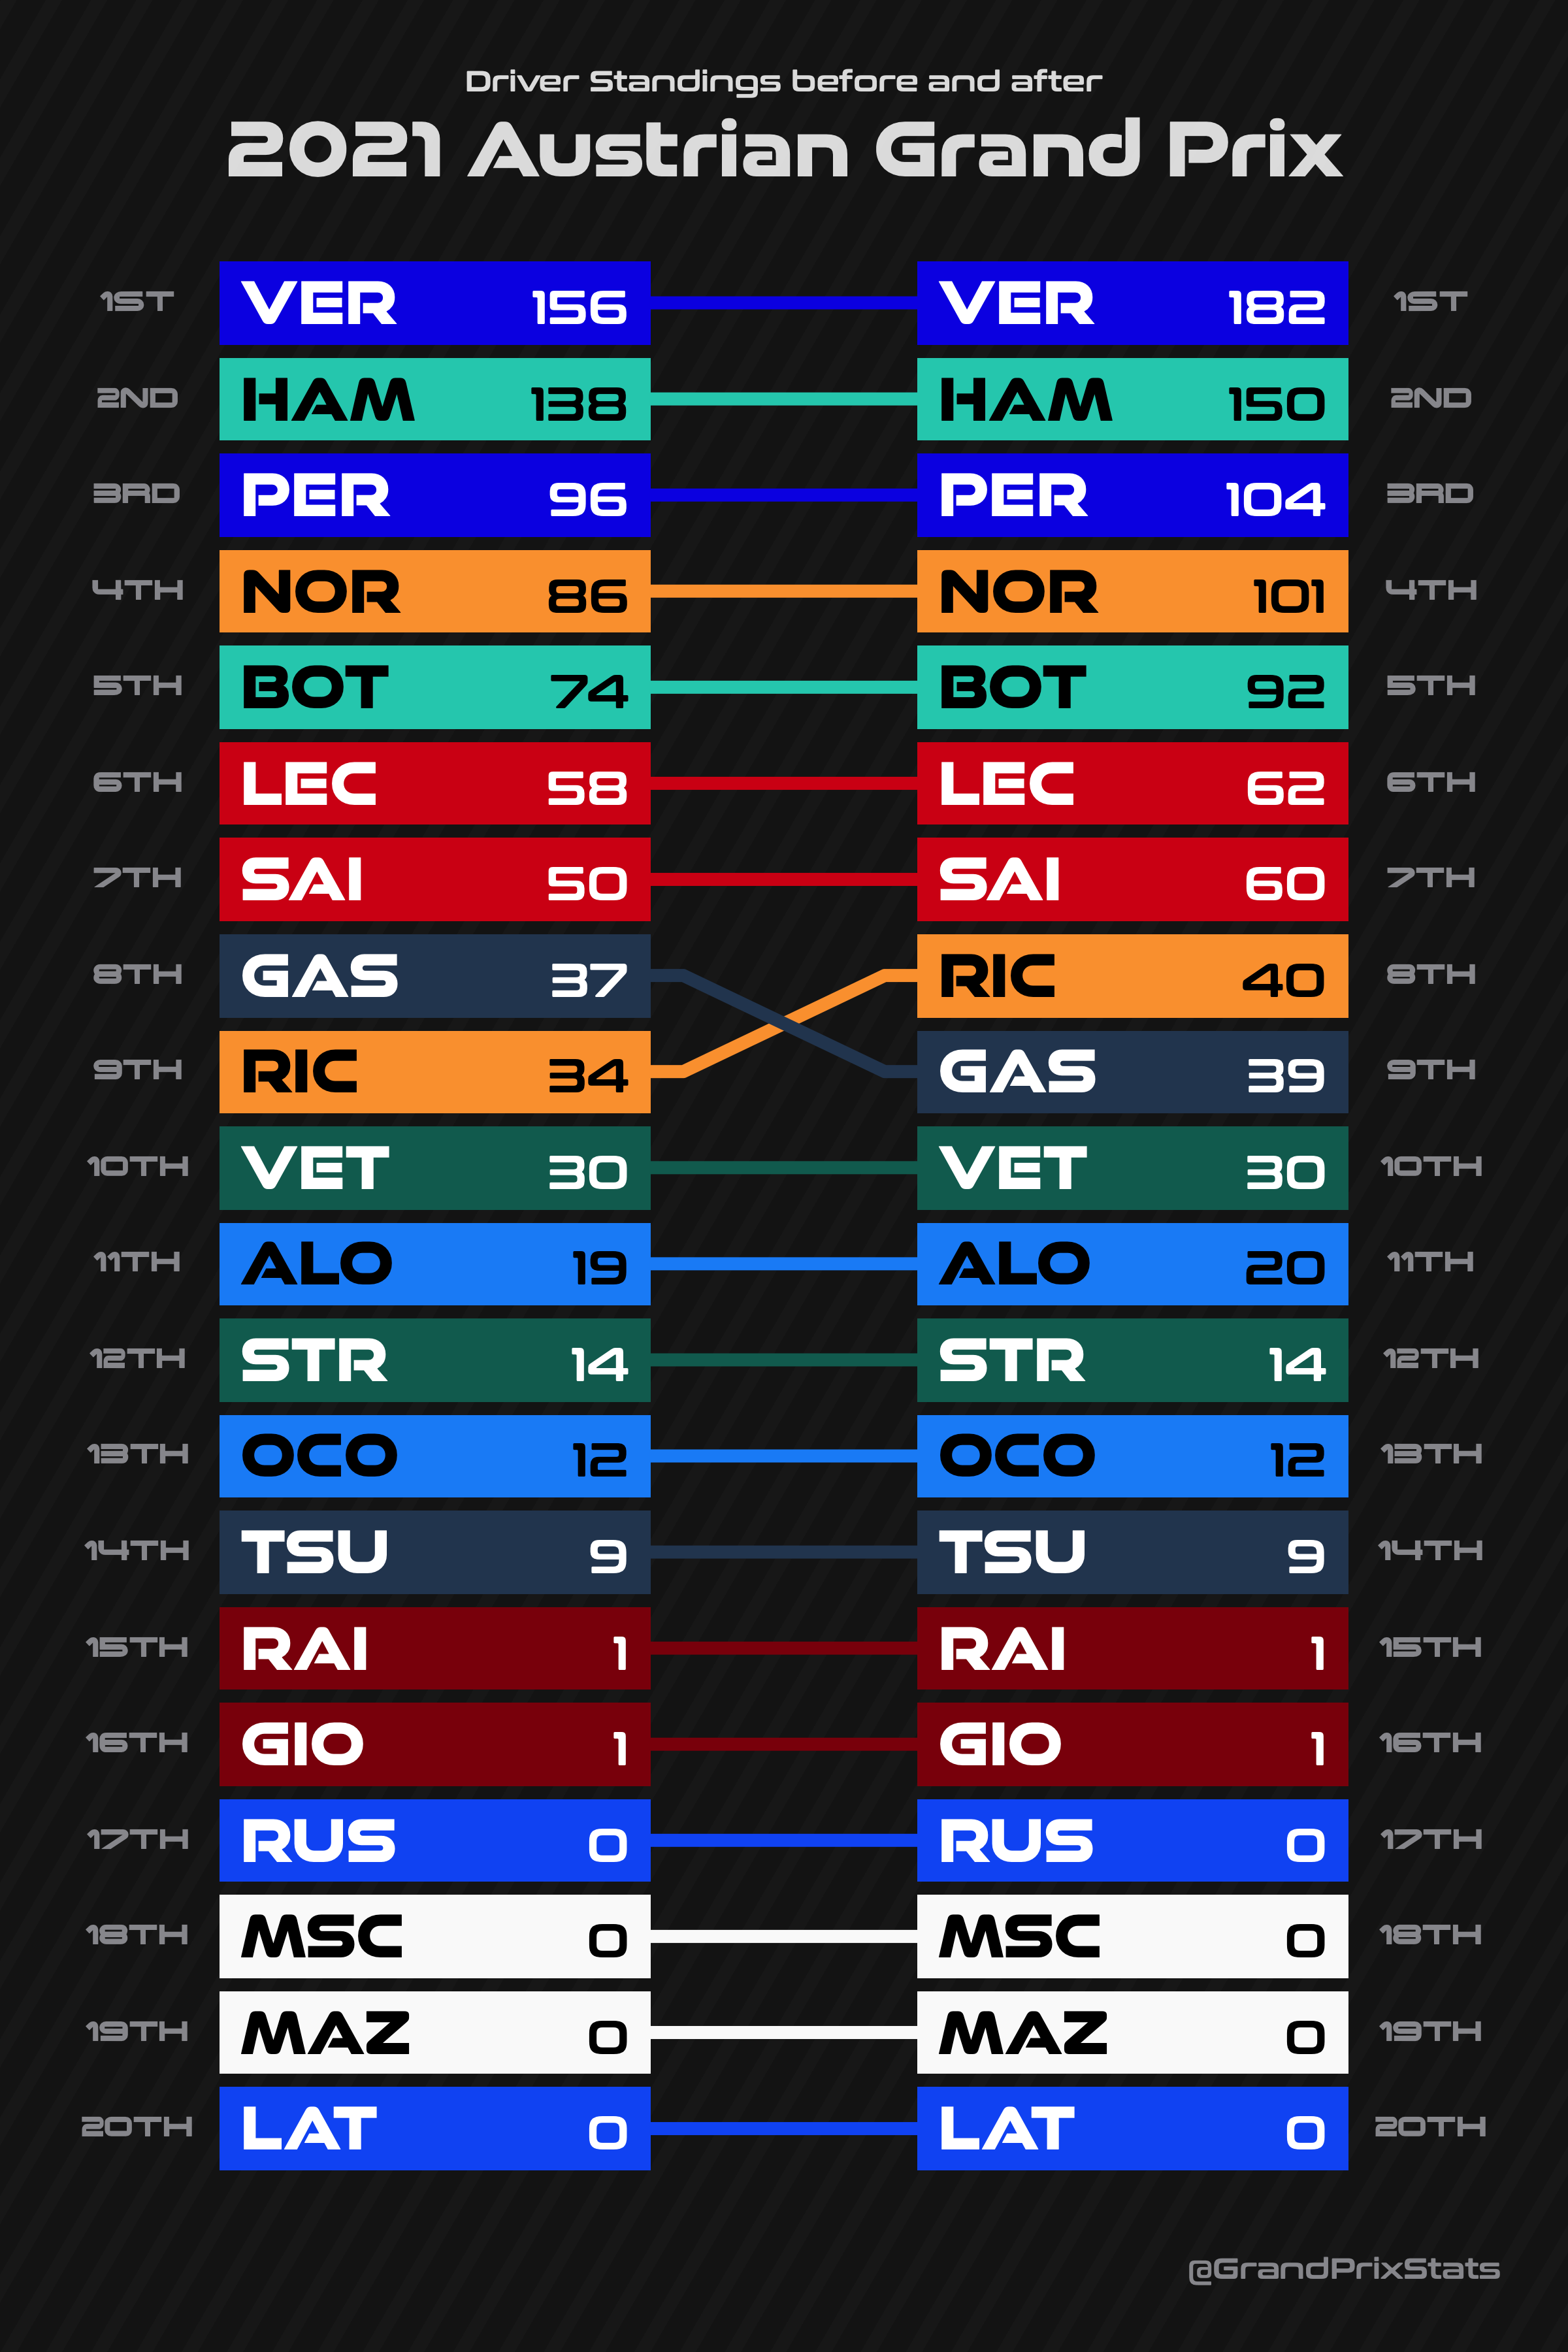 Driver Standings before and after
2021 Austrian Grand Prix
1ST VER 156 VER 182 1ST
2ND HAM 138 HAM 150 2ND
3RD PER 96 PER 104 3RD
4TH NOR 86 NOR 101 4TH
5TH BOT 74 BOT 92 5TH
6TH LEC 58 LEC 62 6TH
7TH SAI 50 SAI 60 7TH
8TH GAS 37 RIC 40 8TH
9TH RIC 34 GAS 39 9TH
10TH VET 30 VET 30 10TH
11TH ALO 19 ALO 20 11TH
12TH STR 14 STR 14 12TH
13TH OCO 12 OCO 12 13TH
14TH TSU 9 TSU 9 14TH
15TH RAI 1 RAI 1 15TH
16TH GIO 1 GIO 1 16TH
17TH RUS 0 RUS 0 17TH
18TH MSC 0 MSC 0 18TH
19TH MAZ 0 MAZ 0 19TH
20TH LAT 0 LAT 0 20TH
@GrandPrixStats